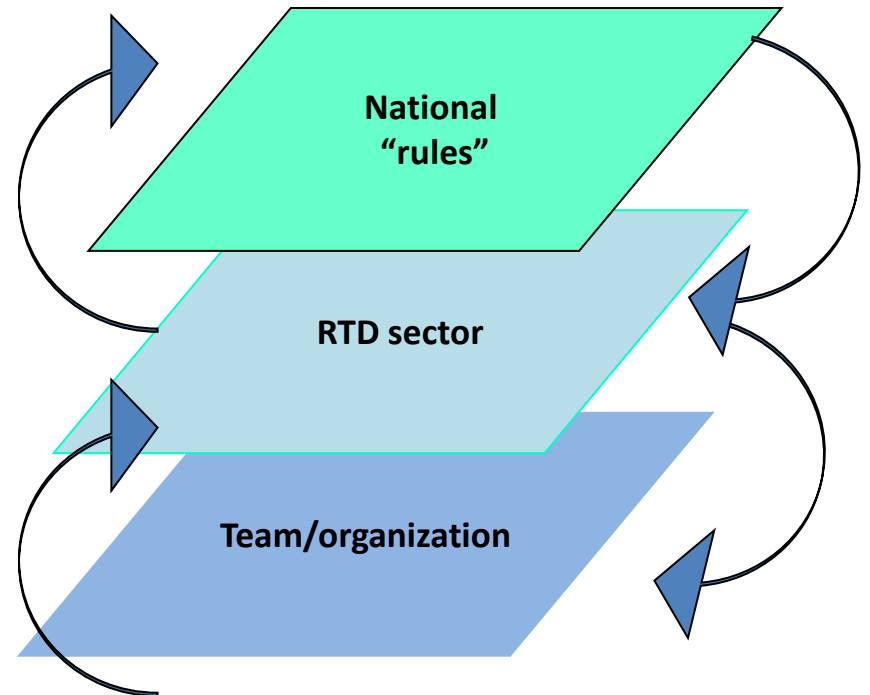 National
“rules”
RTD sector
Team/organization